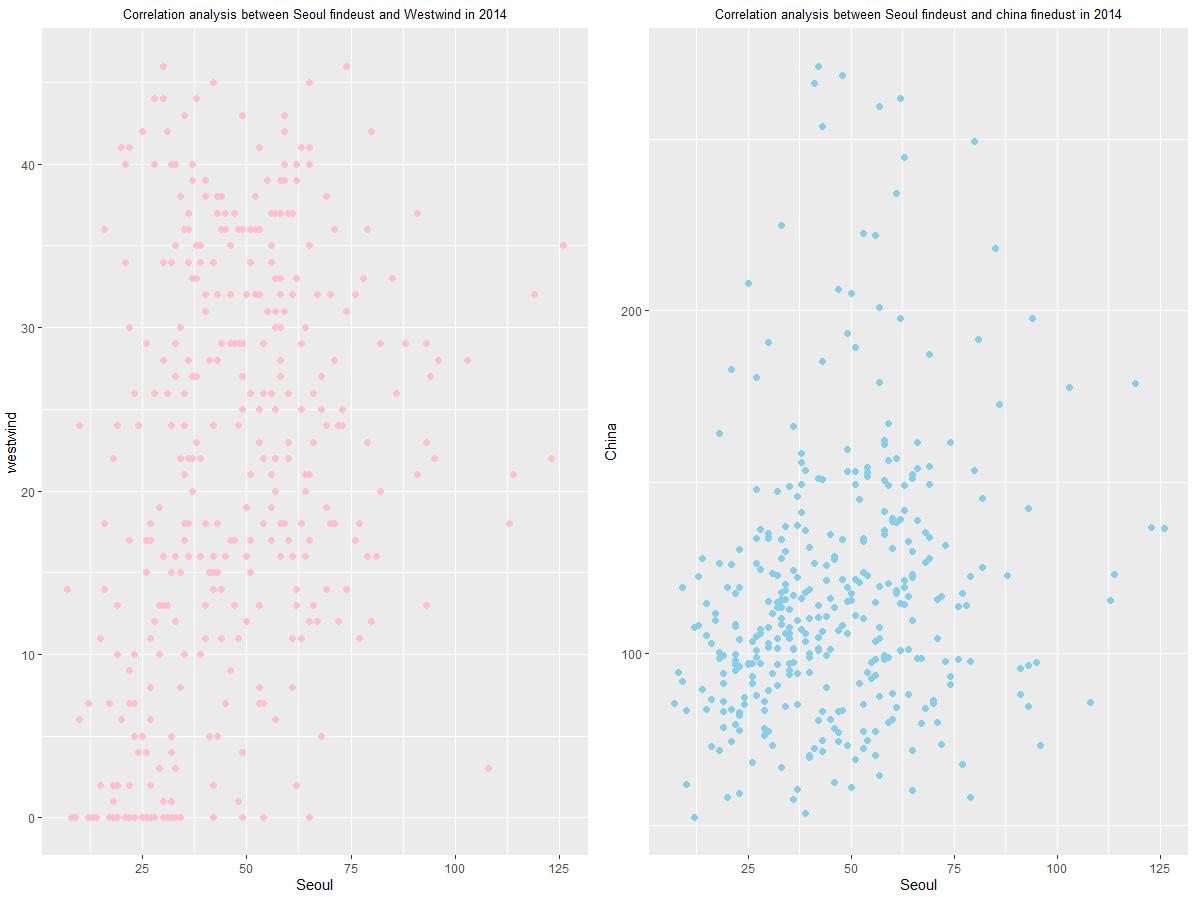 Correlation analysis between Seoul findeust and Westwind in 2014
westwind
40
30
20
10
0
25 50 75 100 125
Seoul
Correlation analysis between Seoul findeust and china finedust in 2014
China
200
100
25 50 75 100 125
Seoul